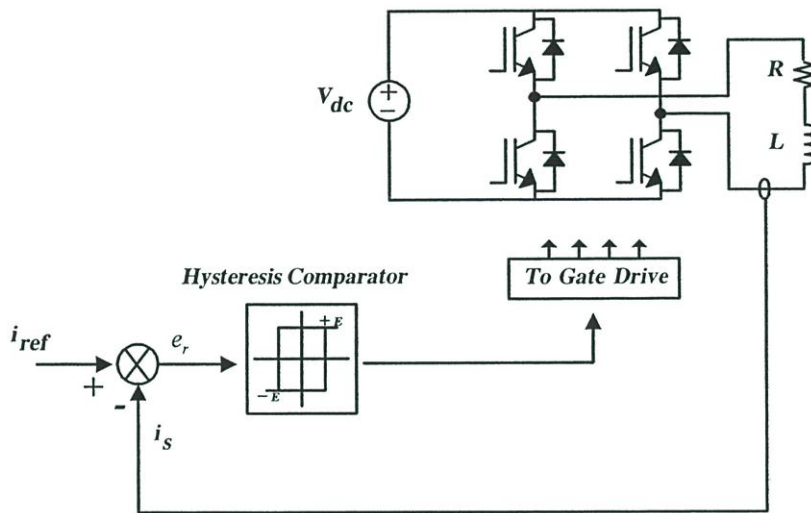 V_dc
+
−
R
L
To Gate Drive
Hysteresis Comparator
+E
−E
i_ref
+
e_r
-
i_s